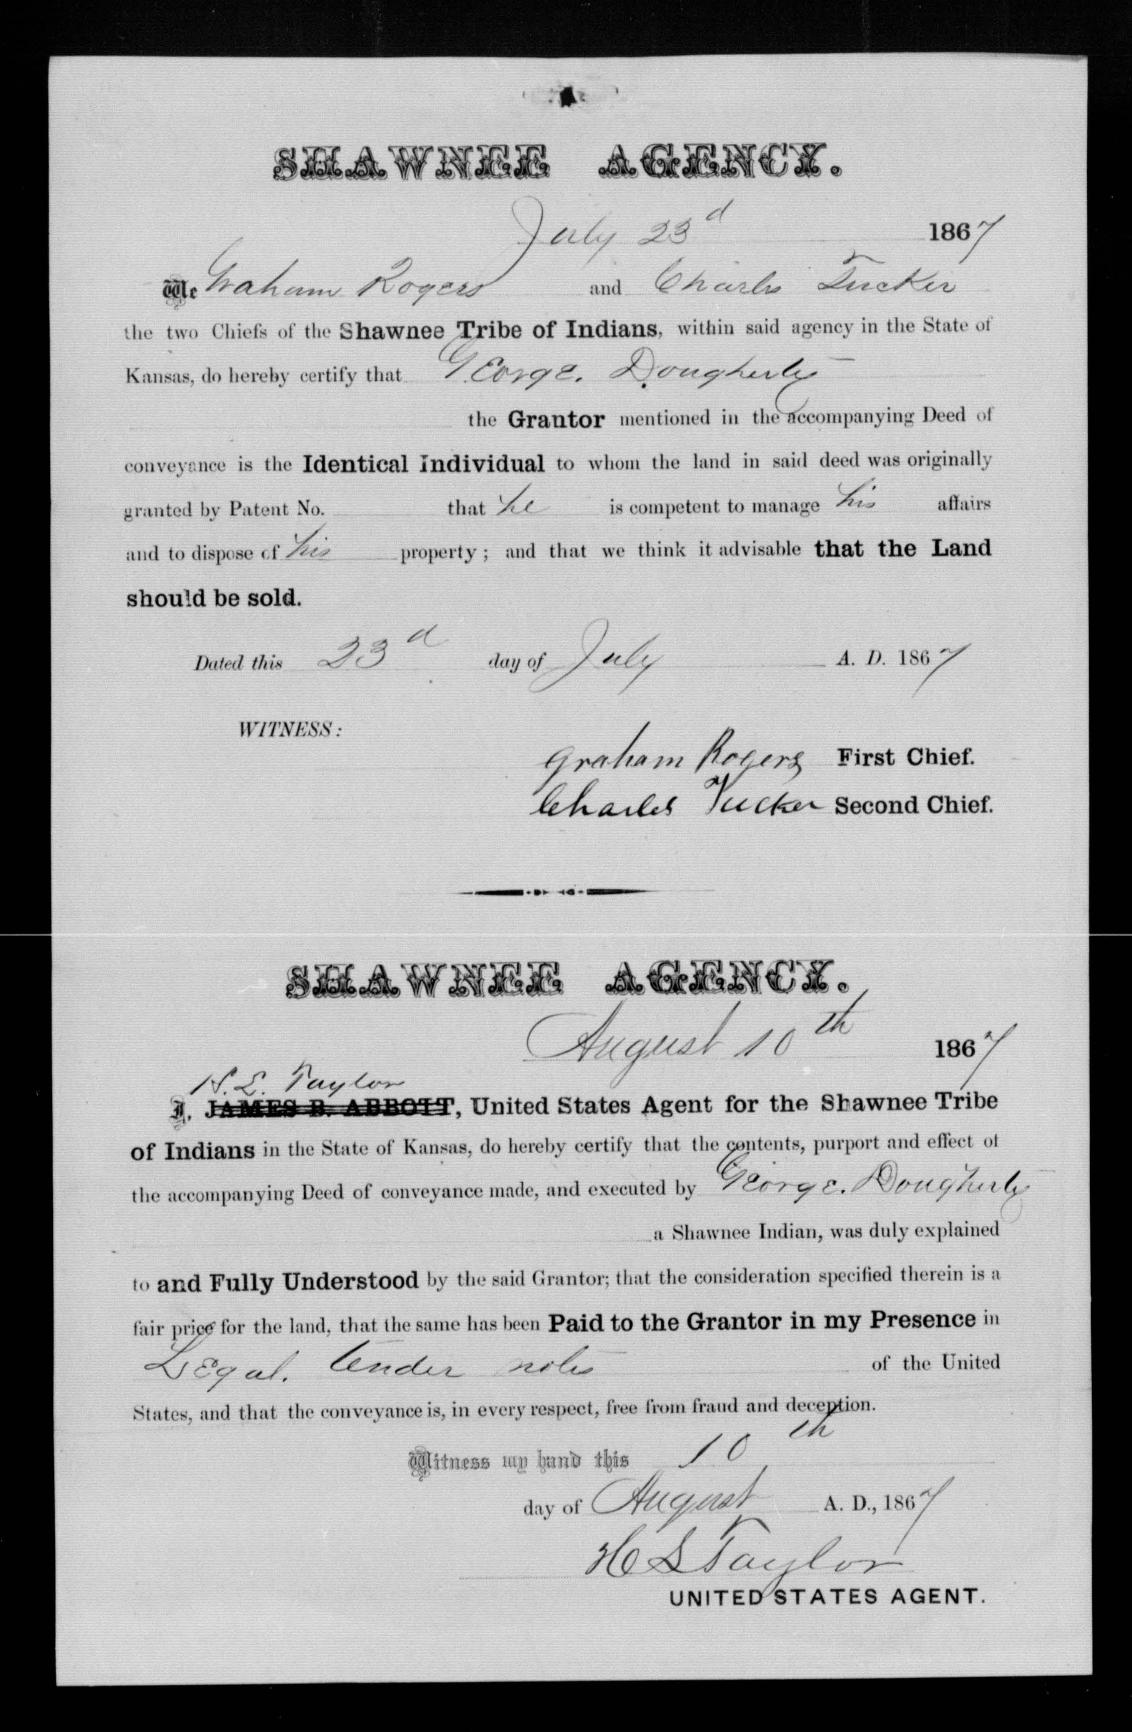 SHAWNEE AGENCY.
July 23d 1867
We Graham Rogers and Charles Tucker
the two Chiefs of the Shawnee Tribe of Indians, within said agency in the State of
Kansas, do hereby certify that George. Dougherty
the Grantor mentioned in the accompanying Deed of
conveyance is the Identical Individual to whom the land in said deed was originally
granted by Patent No. that he is competent to manage his affairs
and to dispose of his property; and that we think it advisable that the Land
should be sold.
Dated this 23d day of July A. D. 1867
WITNESS:
Graham Rogers First Chief.
Charles Tucker Second Chief.
SHAWNEE AGENCY.
August 10th 1867
H. L. Taylor
I, JAMES B. ABBOTT, United States Agent for the Shawnee Tribe
of Indians in the State of Kansas, do hereby certify that the contents, purport and effect of
the accompanying Deed of conveyance made, and executed by George. Dougherty
a Shawnee Indian, was duly explained
to and Fully Understood by the said Grantor; that the consideration specified therein is a
fair price for the land, that the same has been Paid to the Grantor in my Presence in
Legal. tender notes of the United
States, and that the conveyance is, in every respect, free from fraud and deception.
Witness my hand this 10th
day of August A. D., 1867
H L Taylor
UNITED STATES AGENT.